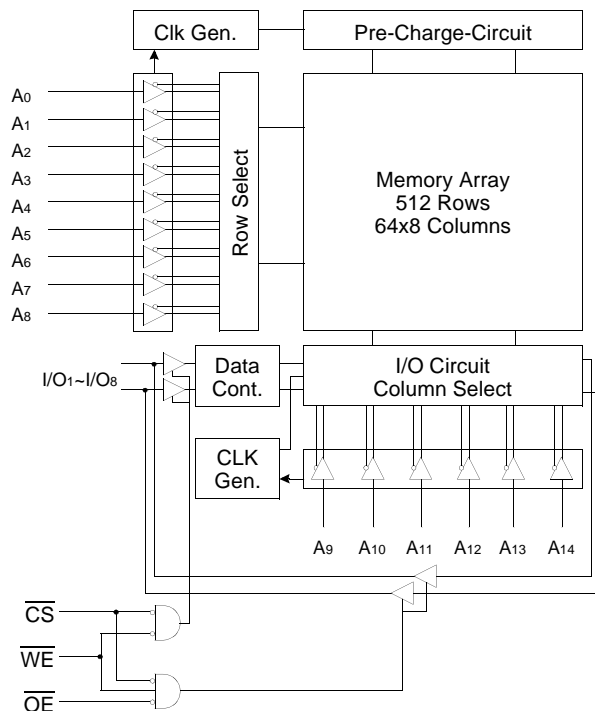 Clk Gen.
Pre-Charge-Circuit
A0
A1
A2
A3
A4
A5
A6
A7
A8
Row Select
Memory Array
512 Rows
64x8 Columns
I/O1~I/O8
Data
Cont.
I/O Circuit
Column Select
CLK
Gen.
A9 A10 A11 A12 A13 A14
CS
WE
OE